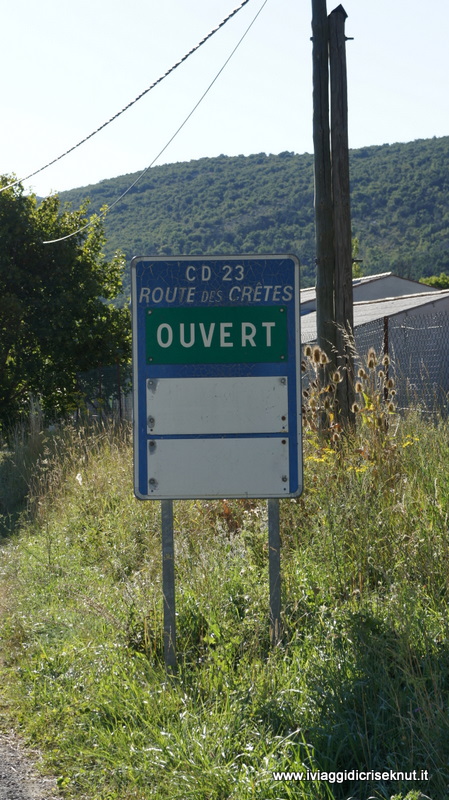 CD 23
ROUTE DES CRÊTES
OUVERT
www.iviaggidicriseknut.it